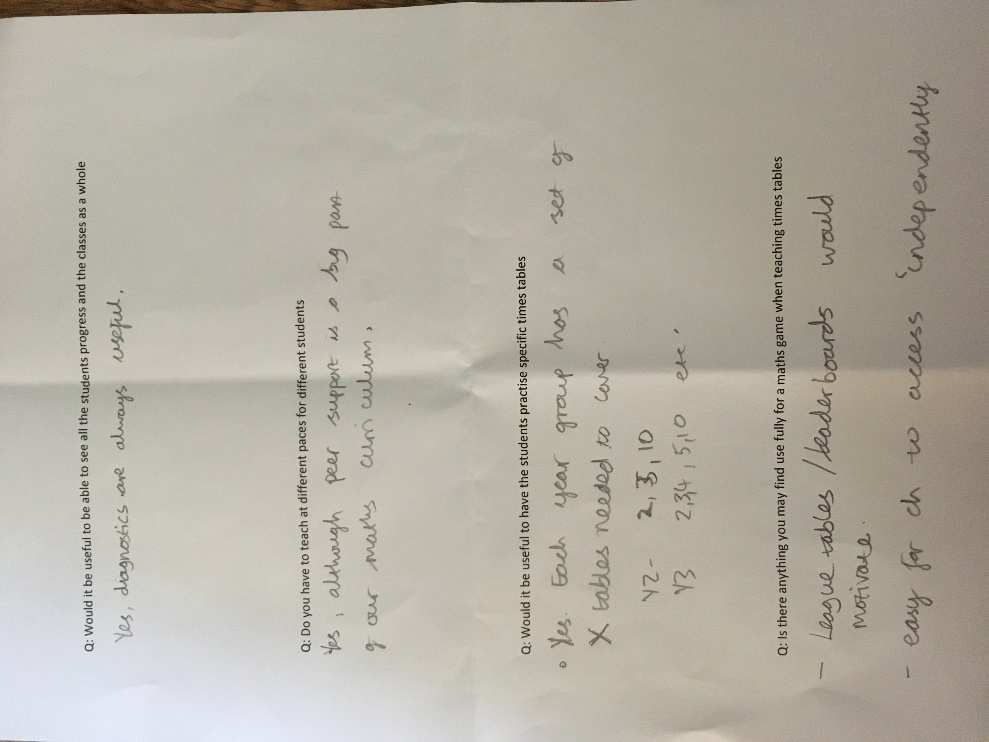 Q: Would it be useful to be able to see all the students progress and the classes as a whole
Yes, diagnostics are always useful.
Q: Do you have to teach at different paces for different students
Yes, although peer support is a big part
of our maths curriculum.
Q: Would it be useful to have the students practise specific times tables
Yes. Each year group has a set of
X tables needed to cover.
Y2- 2, 5, 10
Y3 2,3,4, 5,10 etc.
Q: Is there anything you may find use fully for a maths game when teaching times tables
- League tables / leaderboards would
motivate.
- easy for ch to access independently